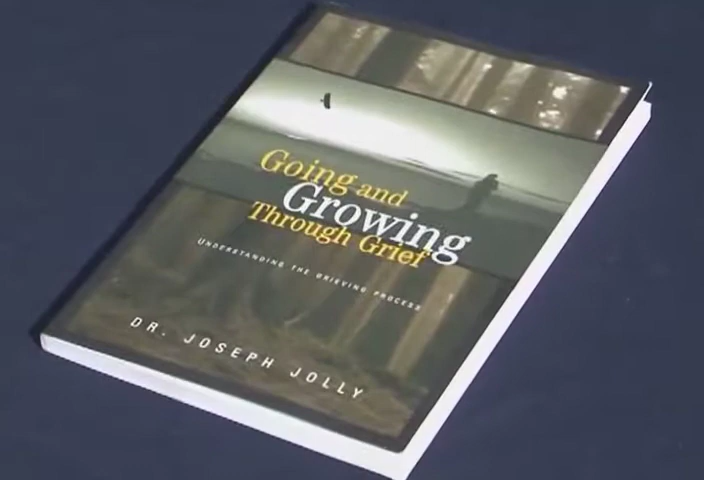 Going and
Growing
Through Grief
UNDERSTANDING THE GRIEVING PROCESS
DR. JOSEPH JOLLY